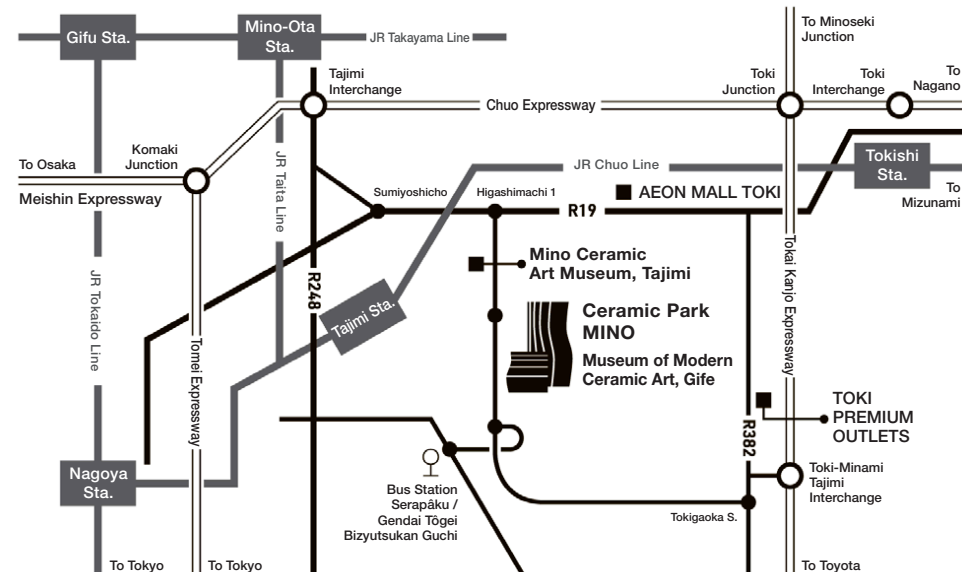 Gifu Sta.
Mino-Ota
Sta.
JR Takayama Line
To Minoseki
Junction
Tajimi
Interchange
Toki
Junction
Toki
Interchange
To
Nagano
Chuo Expressway
Komaki
Junction
To Osaka
Meishin Expressway
JR Taita Line
JR Chuo Line
Tokishi
Sta.
To
Mizunami
Sumiyoshicho
Higashimachi 1
AEON MALL TOKI
R19
Mino Ceramic
Art Museum, Tajimi
R248
Tajimi Sta.
JR Tokaido Line
Tomei Expressway
Tokai Kanjo Expressway
Ceramic Park
MINO
Museum of Modern
Ceramic Art, Gife
TOKI
PREMIUM
OUTLETS
R382
Nagoya
Sta.
Bus Station
Serapâku /
Gendai Tôgei
Bizyutsukan Guchi
Toki-Minami
Tajimi
Interchange
Tokigaoka S.
To Tokyo
To Tokyo
To Toyota